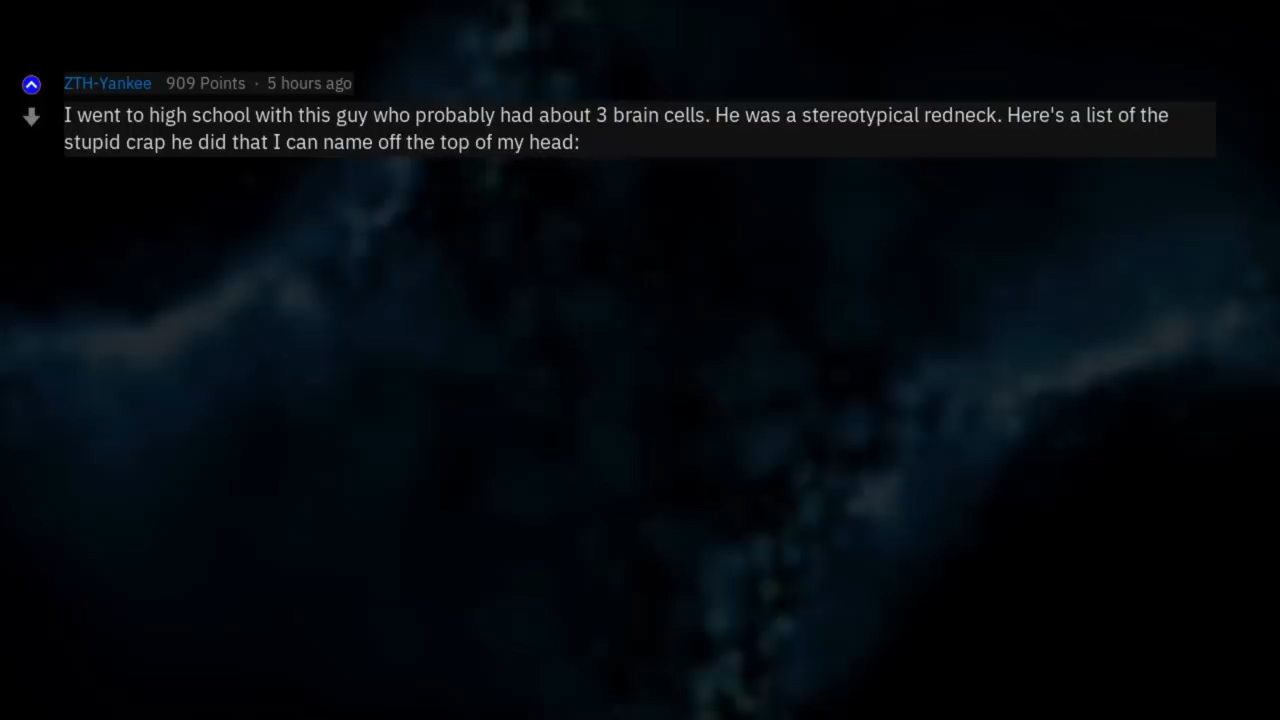 ZTH-Yankee 909 Points · 5 hours ago
I went to high school with this guy who probably had about 3 brain cells. He was a stereotypical redneck. Here's a list of the
stupid crap he did that I can name off the top of my head: